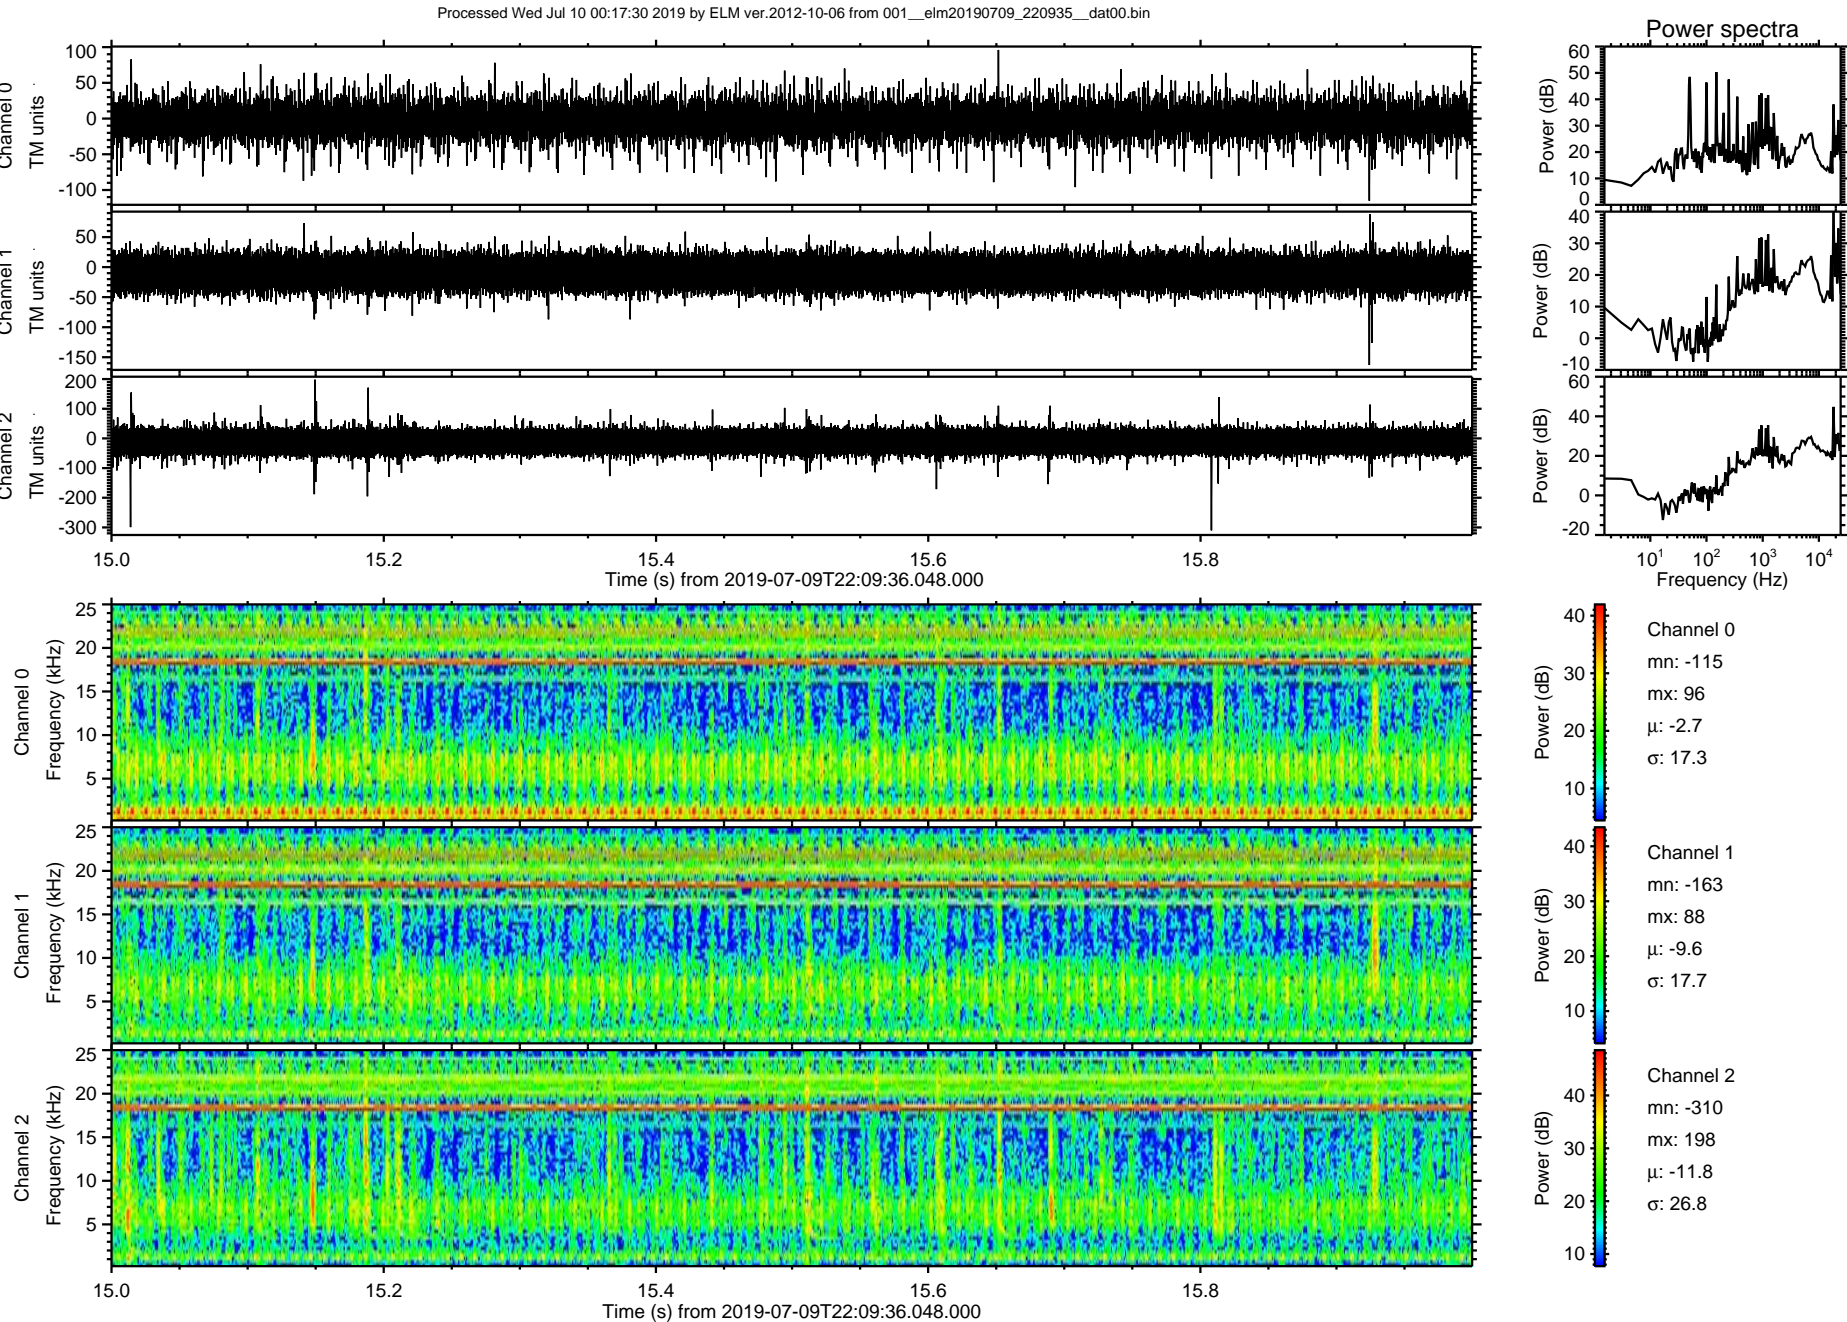 Processed Wed Jul 10 00:17:30 2019 by ELM ver.2012-10-06 from 001__elm20190709_220935__dat00.bin
Power spectra
Channel 0
TM units
100
50
0
-50
-100
Power (dB)
60
50
40
30
20
10
0
Channel 1
TM units
50
0
-50
-100
-150
Power (dB)
40
30
20
10
0
-10
Channel 2
TM units
200
100
0
-100
-200
-300
Power (dB)
60
40
20
0
-20
15.0 15.2 15.4 15.6 15.8
Time (s) from 2019-07-09T22:09:36.048.000
10¹ 10² 10³ 10⁴
Frequency (Hz)
Channel 0
Frequency (kHz)
25
20
15
10
5
Power (dB)
40
30
20
10
Channel 0
mn: -115
mx: 96
μ: -2.7
σ: 17.3
Channel 1
Frequency (kHz)
25
20
15
10
5
Power (dB)
40
30
20
10
Channel 1
mn: -163
mx: 88
μ: -9.6
σ: 17.7
Channel 2
Frequency (kHz)
25
20
15
10
5
Power (dB)
40
30
20
10
Channel 2
mn: -310
mx: 198
μ: -11.8
σ: 26.8
15.0 15.2 15.4 15.6 15.8
Time (s) from 2019-07-09T22:09:36.048.000